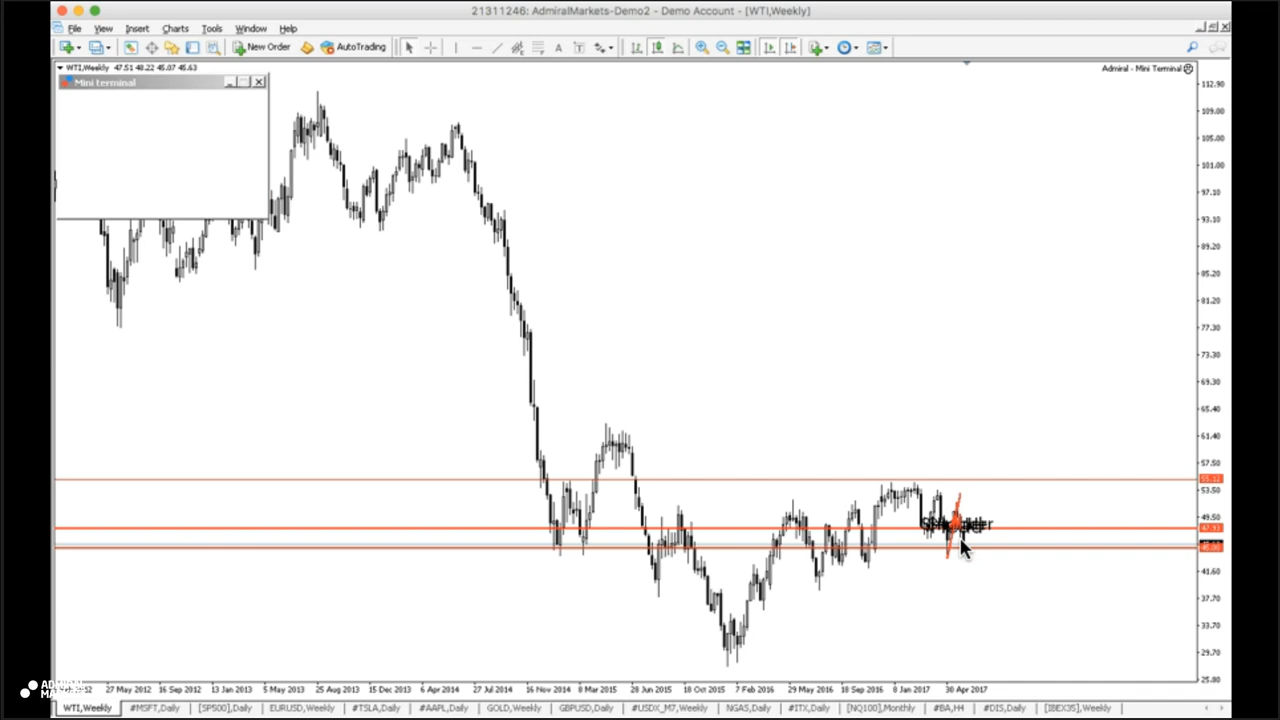 21311246: AdmiralMarkets-Demo2 - Demo Account - [WTI,Weekly]
File View Insert Charts Tools Window Help
New Order AutoTrading
WTI,Weekly 47.51 48.22 45.07 45.63
Admiral - Mini Terminal
Mini terminal
112.90
109.00
105.00
101.00
97.10
93.10
89.20
85.20
81.20
77.30
73.30
69.30
65.40
61.40
57.50
53.50
49.50
47.93
41.60
37.70
33.70
29.70
25.80
27 May 2012 16 Sep 2012 13 Jan 2013 5 May 2013 25 Aug 2013 15 Dec 2013 6 Apr 2014 27 Jul 2014 16 Nov 2014 8 Mar 2015 28 Jun 2015 18 Oct 2015 7 Feb 2016 29 May 2016 18 Sep 2016 8 Jan 2017 30 Apr 2017
WTI,Weekly #MSFT,Daily [SP500],Daily EURUSD,Weekly #TSLA,Daily #AAPL,Daily GOLD,Weekly GBPUSD,Daily #USDX_M7,Weekly NGAS,Daily #ITX,Daily [NQ100],Monthly #BA,H4 #DIS,Daily [IBEX35],Weekly